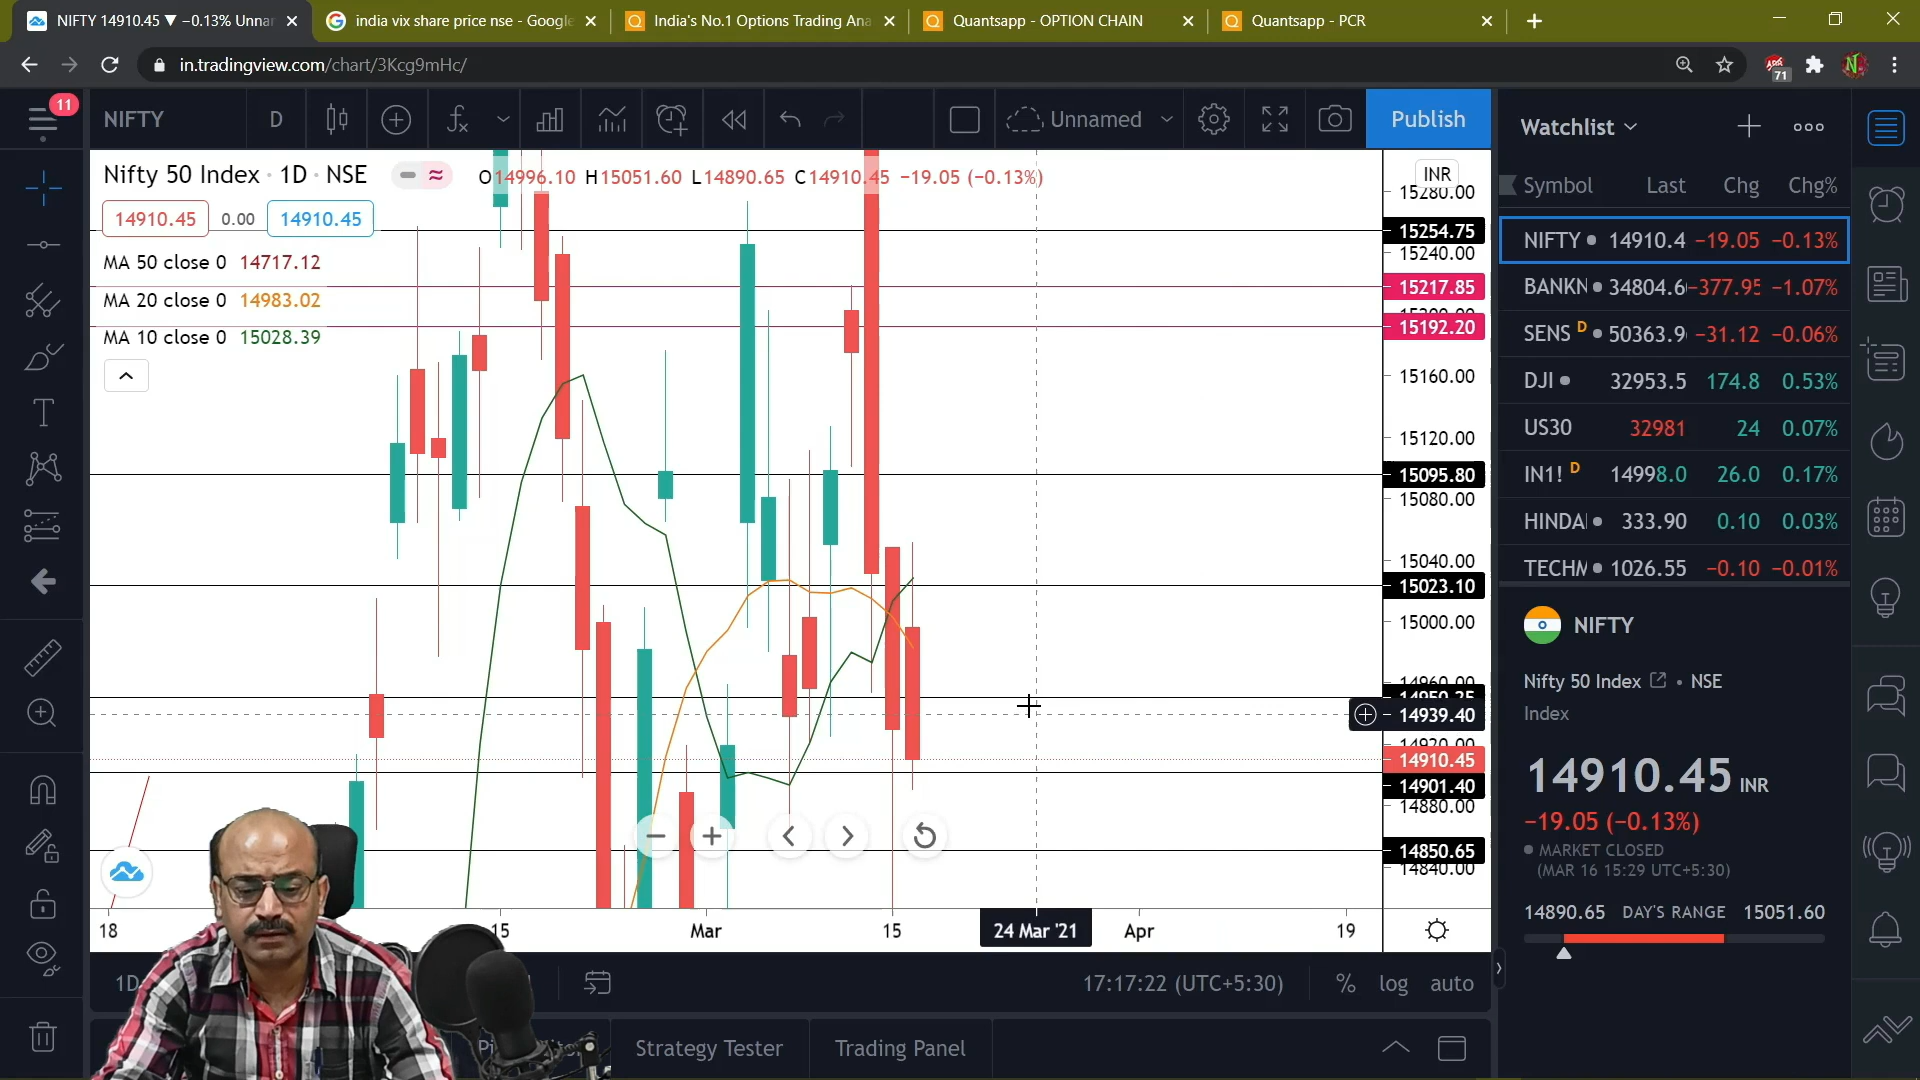 NIFTY 14910.45 ▼ −0.13% Unnar
india vix share price nse - Google
India's No.1 Options Trading Ana
Quantsapp - OPTION CHAIN
Quantsapp - PCR
in.tradingview.com/chart/3Kcg9mHc/
71
11
NIFTY
D
Unnamed
Publish
Watchlist
Nifty 50 Index · 1D · NSE
O14996.10 H15051.60 L14890.65 C14910.45 −19.05 (−0.13%)
14910.45 0.00 14910.45
MA 50 close 0 14717.12
MA 20 close 0 14983.02
MA 10 close 0 15028.39
INR
15280.00
15254.75
15240.00
15217.85
15192.20
15160.00
15120.00
15095.80
15080.00
15040.00
15023.10
15000.00
14939.40
14910.45
14901.40
14880.00
14850.65
14840.00
18
15
Mar
15
24 Mar '21
Apr
19
17:17:22 (UTC+5:30)
%
log
auto
Strategy Tester
Trading Panel
Symbol Last Chg Chg%
NIFTY 14910.4 −19.05 −0.13%
BANKN 34804.6 −377.95 −1.07%
SENS D 50363.9 −31.12 −0.06%
DJI 32953.5 174.8 0.53%
US30 32981 24 0.07%
IN1! D 14998.0 26.0 0.17%
HINDA 333.90 0.10 0.03%
TECHM 1026.55 −0.10 −0.01%
NIFTY
Nifty 50 Index • NSE
Index
14910.45 INR
−19.05 (−0.13%)
MARKET CLOSED
(MAR 16 15:29 UTC+5:30)
14890.65 DAY'S RANGE 15051.60